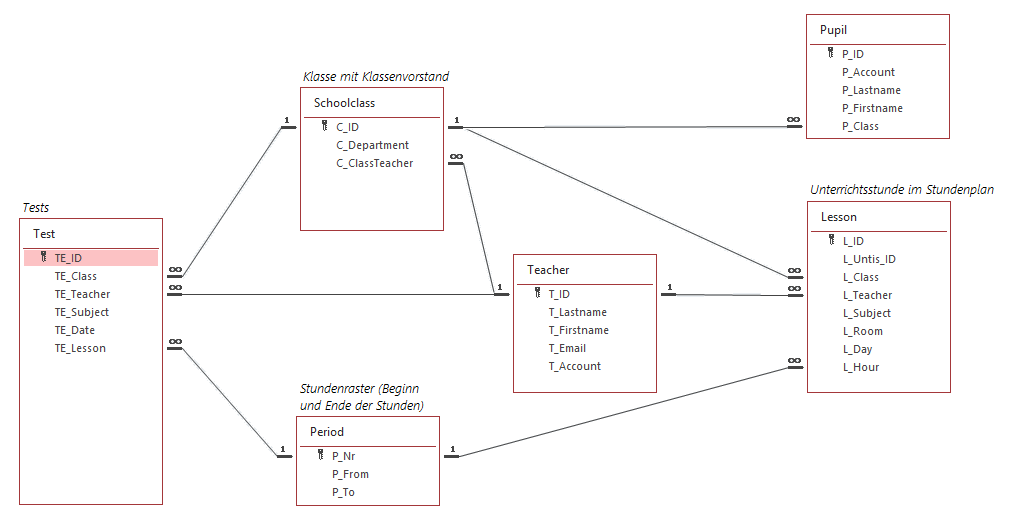 Pupil
P_ID
P_Account
P_Lastname
P_Firstname
P_Class
Klasse mit Klassenvorstand
Schoolclass
C_ID
C_Department
C_ClassTeacher
1
1
∞
∞
Unterrichtsstunde im Stundenplan
Lesson
L_ID
L_Untis_ID
L_Class
L_Teacher
L_Subject
L_Room
L_Day
L_Hour
∞
∞
∞
Tests
Test
TE_ID
TE_Class
TE_Teacher
TE_Subject
TE_Date
TE_Lesson
∞
∞
∞
Teacher
T_ID
T_Lastname
T_Firstname
T_Email
T_Account
1
1
Stundenraster (Beginn
und Ende der Stunden)
Period
P_Nr
P_From
P_To
1
1